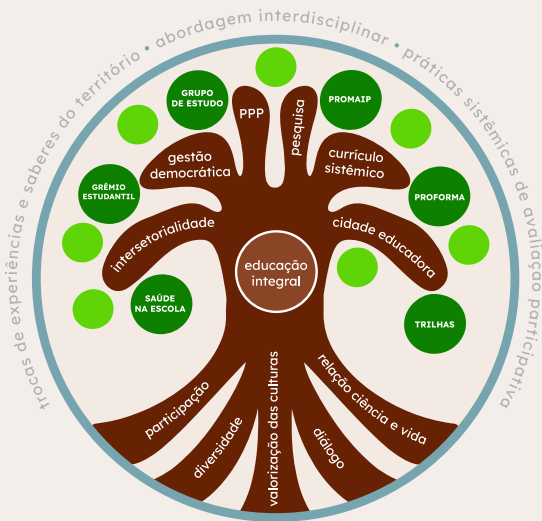 trocas de experiências e saberes do território • abordagem interdisciplinar • práticas sistêmicas de avaliação participativa
GRUPO
DE ESTUDO
PPP
pesquisa
PROMAIP
gestão
democrática
currículo
sistêmico
GRÊMIO
ESTUDANTIL
PROFORMA
intersetorialidade
cidade educadora
educação
integral
SAÚDE
NA ESCOLA
TRILHAS
participação
diversidade
valorização das culturas
diálogo
relação ciência e vida